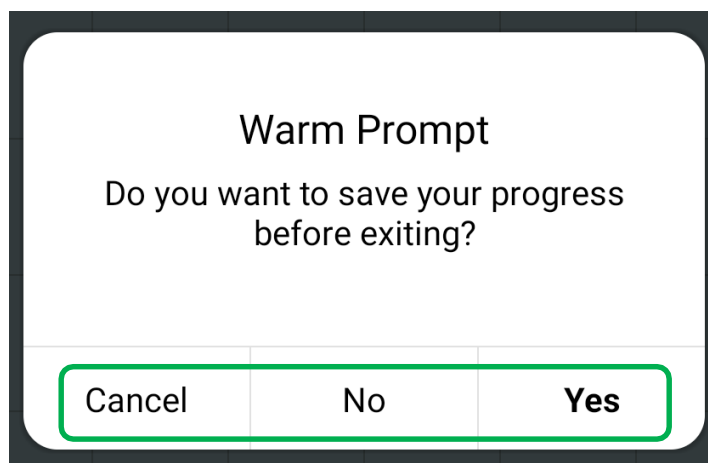 Warm Prompt
Do you want to save your progress
before exiting?
Cancel No Yes